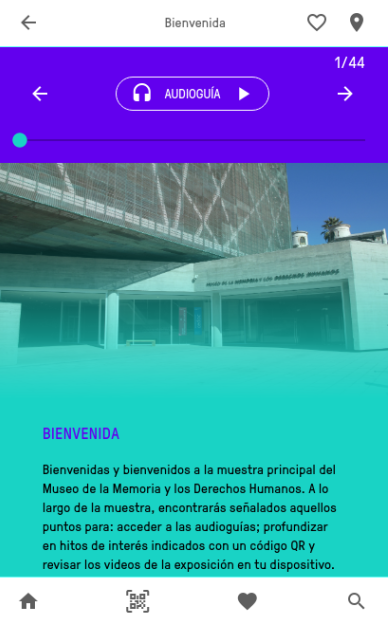 Bienvenida
1/44
AUDIOGUÍA
MUSEO DE LA MEMORIA Y LOS DERECHOS HUMANOS
BIENVENIDA
Bienvenidas y bienvenidos a la muestra principal del
Museo de la Memoria y los Derechos Humanos. A lo
largo de la muestra, encontrarás señalados aquellos
puntos para: acceder a las audioguías; profundizar
en hitos de interés indicados con un código QR y
revisar los videos de la exposición en tu dispositivo.